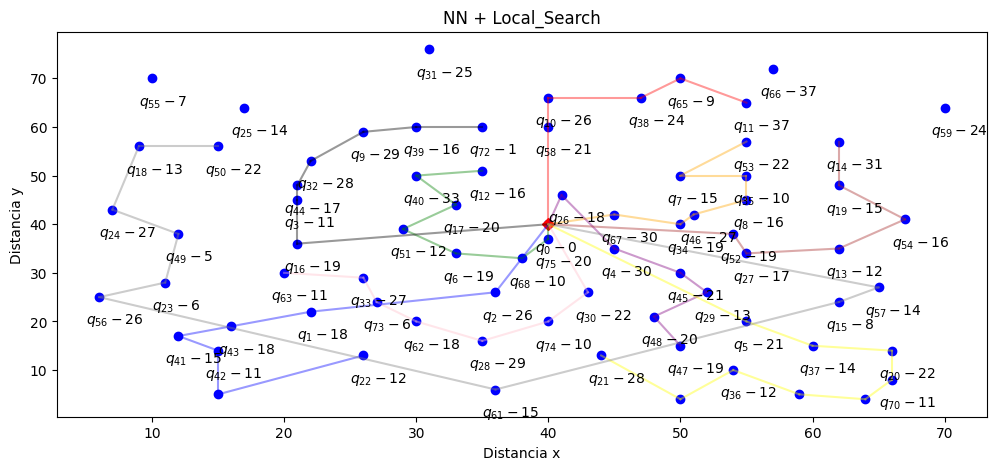 NN + Local_Search
Distancia y
70
60
50
40
30
20
10
q31 − 25
q55 − 7
q65 − 9
q66 − 37
q25 − 14
q10 − 26
q38 − 24
q11 − 37
q59 − 24
q9 − 29
q39 − 16
q72 − 1
q58 − 21
q18 − 13
q50 − 22
q53 − 22
q14 − 31
q32 − 28
q40 − 33
q12 − 16
q7 − 15
q35 − 10
q44 − 17
q26 − 18
q19 − 15
q24 − 27
q3 − 11
q17 − 20
q67 − 30
q46 − 27
q8 − 16
q49 − 5
q51 − 12
q0 − 0
q34 − 19
q54 − 16
q16 − 19
q6 − 19
q75 − 20
q52 − 19
q4 − 30
q27 − 17
q13 − 12
q23 − 6
q63 − 11
q33 − 27
q68 − 10
q45 − 21
q56 − 26
q73 − 6
q2 − 26
q30 − 22
q29 − 13
q57 − 14
q1 − 18
q15 − 8
q41 − 15
q43 − 18
q62 − 18
q74 − 10
q48 − 20
q5 − 21
q42 − 11
q28 − 29
q47 − 19
q37 − 14
q22 − 12
q21 − 28
q20 − 22
q61 − 15
q36 − 12
q70 − 11
10 20 30 40 50 60 70
Distancia x